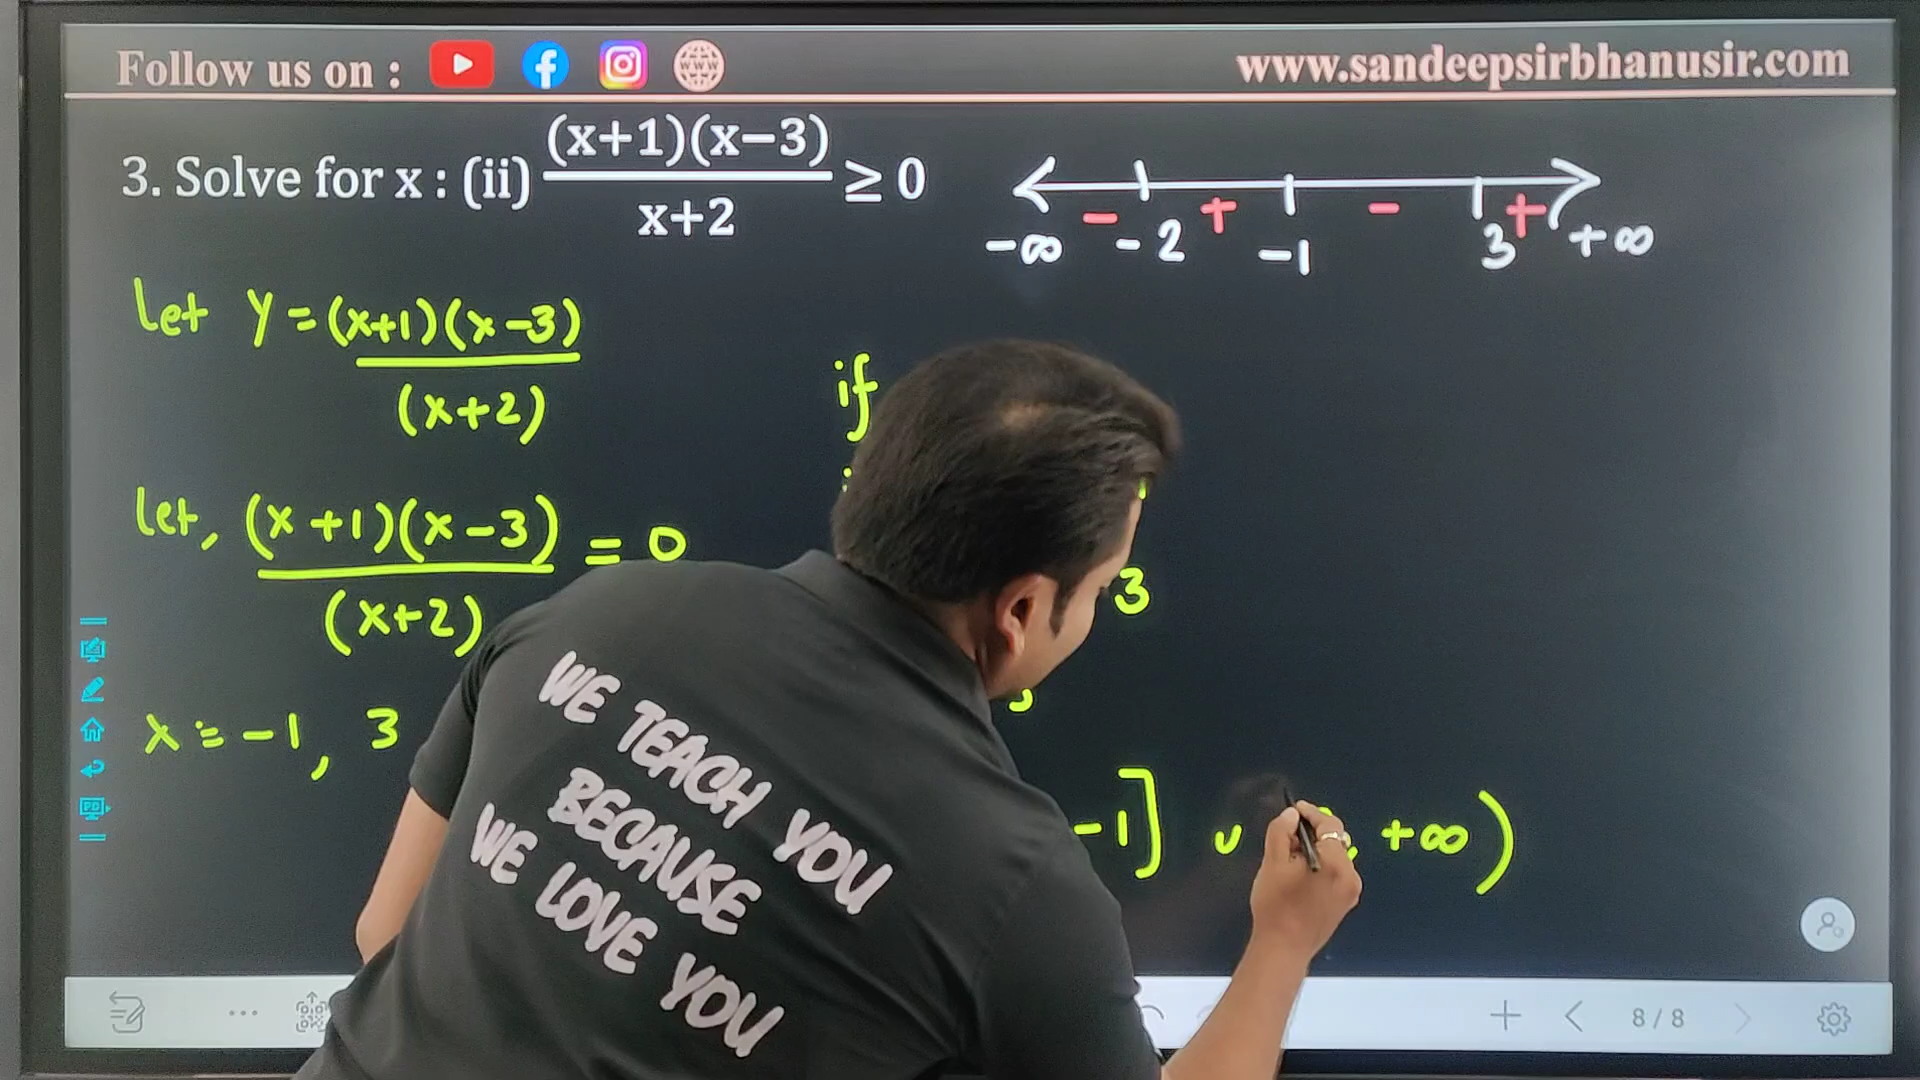 Follow us on :
www.sandeepsirbhanusir.com
3. Solve for x : (ii) (x+1)(x−3)
x+2
≥ 0
− + − +
-∞ -2 -1 3 +∞
let y = (x+1)(x-3)
(x+2)
if
let, (x+1)(x-3) = 0
(x+2)
3
x = -1, 3
-1] ∪ , +∞)
WE TEACH YOU
BECAUSE
WE LOVE YOU
8/8